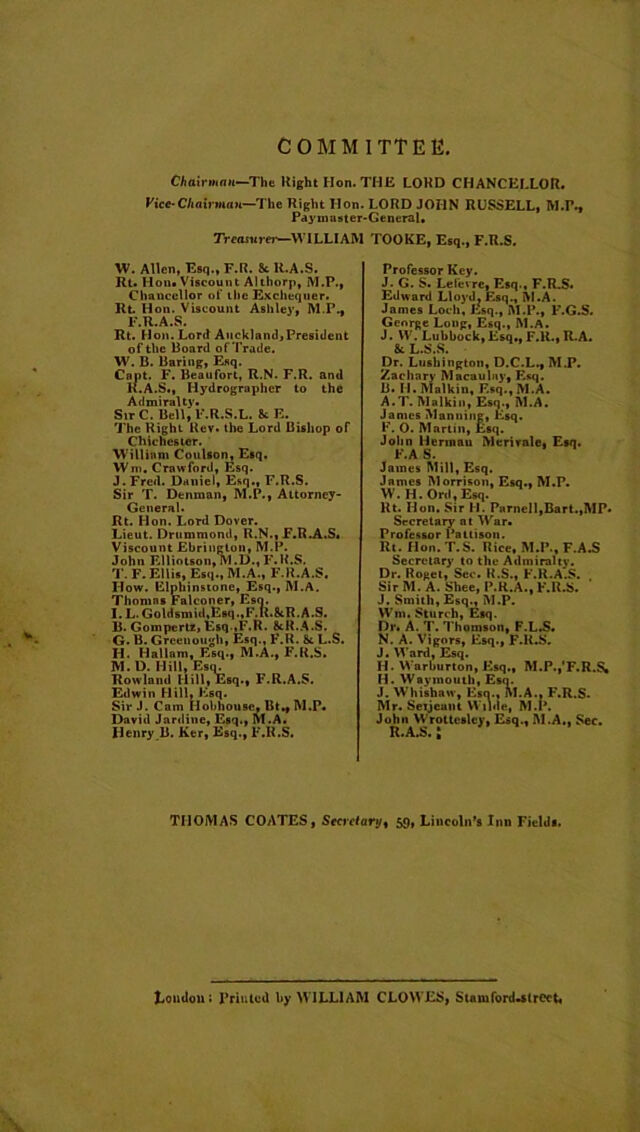 COMMITTEE.
Chairman—The Right Hon. THE LORD CHANCELLOR.
Vice-Chairman—The Right Hon. LORD JOHN RUSSELL, M.P.,
Paymaster-General.
Treasurer—WILLIAM TOOKE, Esq., F.R.S.
W. Allen, Esq., F.R. & R.A.S.
Rt. Hon. Viscount Althorp, M.P.,
Chancellor of the Exchequer.
Rt. Hon. Viscount Ashley, M.P.,
F.R.A.S.
Rt. Hon. Lord Auckland, President
of the Board of Trade.
W. B. Baring, Esq.
Capt. F. Beaufort, R.N. F.R. and
R.A.S., Hydrographer to the
Admiralty.
Sir C. Bell, F.R.S.L. & E.
The Right Rev. the Lord Bishop of
Chichester.
William Coulson, Esq.
Wm. Crawford, Esq.
J. Fred. Daniel, Esq., F.R.S.
Sir T. Denman, M.P., Attorney-
General.
Rt. Hon. Lord Dover.
Lieut. Drummond, R.N., F.R.A.S.
Viscount Ebrington, M.P.
John Elliotson, M.D., F.R.S.
T. F. Ellis, Esq., M.A., F.R.A.S.
How. Elphinstone, Esq., M.A.
Thomas Falconer, Esq.
I. L. Goldsmid, Esq., F.R. & R.A.S.
B. Gompertz, Esq., F.R. & R.A.S.
G. B. Greenough, Esq., F.R. & L.S.
H. Hallam, Esq., M.A., F.R.S.
M. D. Hill, Esq.
Rowland Hill, Esq., F.R.A.S.
Edwin Hill, Esq.
Sir J. Cam Hobhouse, Bt., M.P.
David Jardine, Esq., M.A.
Henry B. Ker, Esq., F.R.S.
Professor Key.
J. G. S. Lefevre, Esq., F.R.S.
Edward Lloyd, Esq., M.A.
James Loch, Esq., M.P., F.G.S.
George Long, Esq., M.A.
J. W. Lubbock, Esq., F.R., R.A.
& L.S.S.
Dr. Lushington, D.C.L., M.P.
Zachary Macaulay, Esq.
B. H. Malkin, Esq., M.A.
A. T. Malkin, Esq., M.A.
James Manning, Esq.
F. O. Martin, Esq.
John Herman Merivale, Esq.
F.A S.
James Mill, Esq.
James Morrison, Esq., M.P.
W. H. Ord, Esq.
Rt. Hon. Sir H. Parnell, Bart., MP.
Secretary at War.
Professor Pattison.
Rt. Hon. T. S. Rice, M.P., F.A.S
Secretary to the Admiralty.
Dr. Roget, Sec. R.S., F.R.A.S.
Sir M. A. Shee, P.R.A., F.R.S.
J. Smith, Esq., M.P.
Wm. Sturch, Esq.
Dr. A. T. Thomson, F.L.S.
N. A. Vigors, Esq., F.R.S.
J. Ward, Esq.
H. Warburton, Esq., M.P., F.R.S.
H. Waymouth, Esq.
J. Whishaw, Esq., M.A., F.R.S.
Mr. Serjeant Wilde, M.P.
John Wrottesley, Esq., M.A., Sec.
R.A.S.
THOMAS COATES, Secretary, 59, Lincoln's Inn Fields.
London: Printed by WILLIAM CLOWES, Stamford-street.